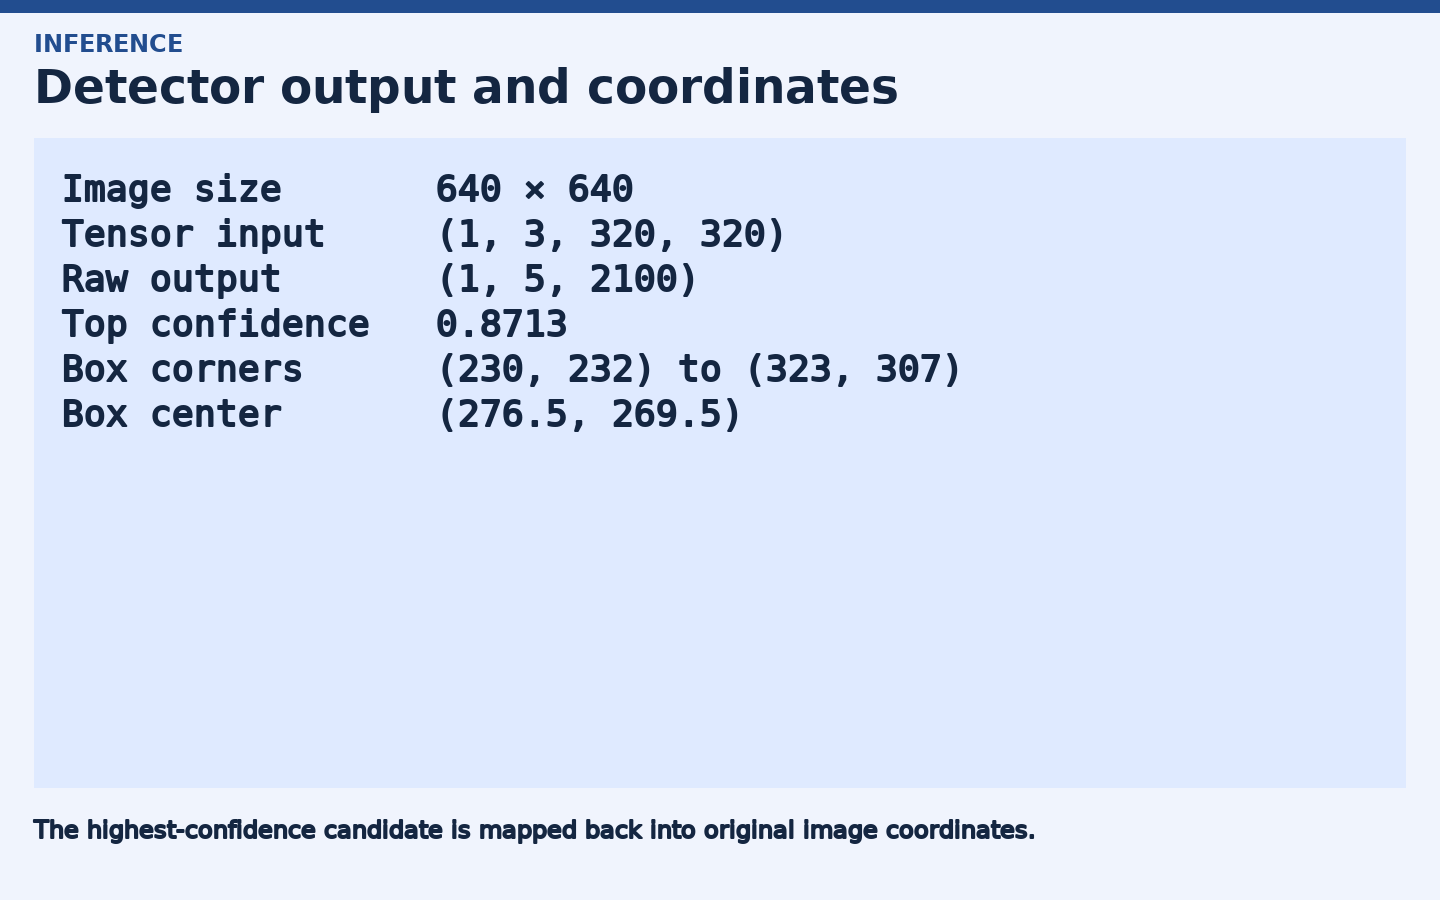 INFERENCE
Detector output and coordinates
Image size 640 × 640
Tensor input (1, 3, 320, 320)
Raw output (1, 5, 2100)
Top confidence 0.8713
Box corners (230, 232) to (323, 307)
Box center (276.5, 269.5)
The highest-confidence candidate is mapped back into original image coordinates.